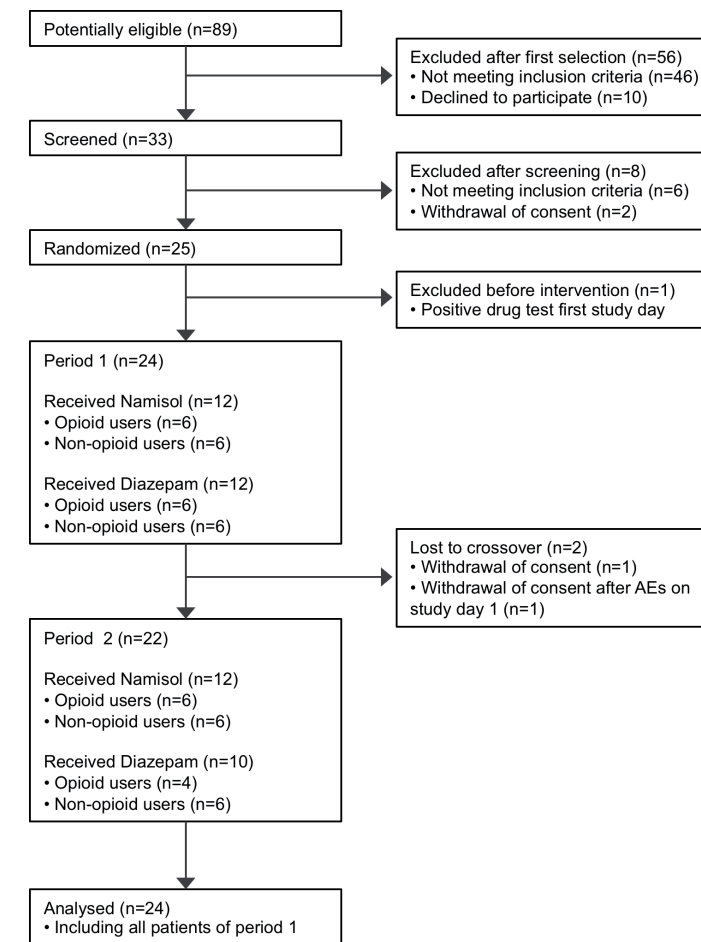 Potentially eligible (n=89)
Excluded after first selection (n=56)
• Not meeting inclusion criteria (n=46)
• Declined to participate (n=10)
Screened (n=33)
Excluded after screening (n=8)
• Not meeting inclusion criteria (n=6)
• Withdrawal of consent (n=2)
Randomized (n=25)
Excluded before intervention (n=1)
• Positive drug test first study day
Period 1 (n=24)
Received Namisol (n=12)
• Opioid users (n=6)
• Non-opioid users (n=6)
Received Diazepam (n=12)
• Opioid users (n=6)
• Non-opioid users (n=6)
Lost to crossover (n=2)
• Withdrawal of consent (n=1)
• Withdrawal of consent after AEs on
study day 1 (n=1)
Period 2 (n=22)
Received Namisol (n=12)
• Opioid users (n=6)
• Non-opioid users (n=6)
Received Diazepam (n=10)
• Opioid users (n=4)
• Non-opioid users (n=6)
Analysed (n=24)
• Including all patients of period 1